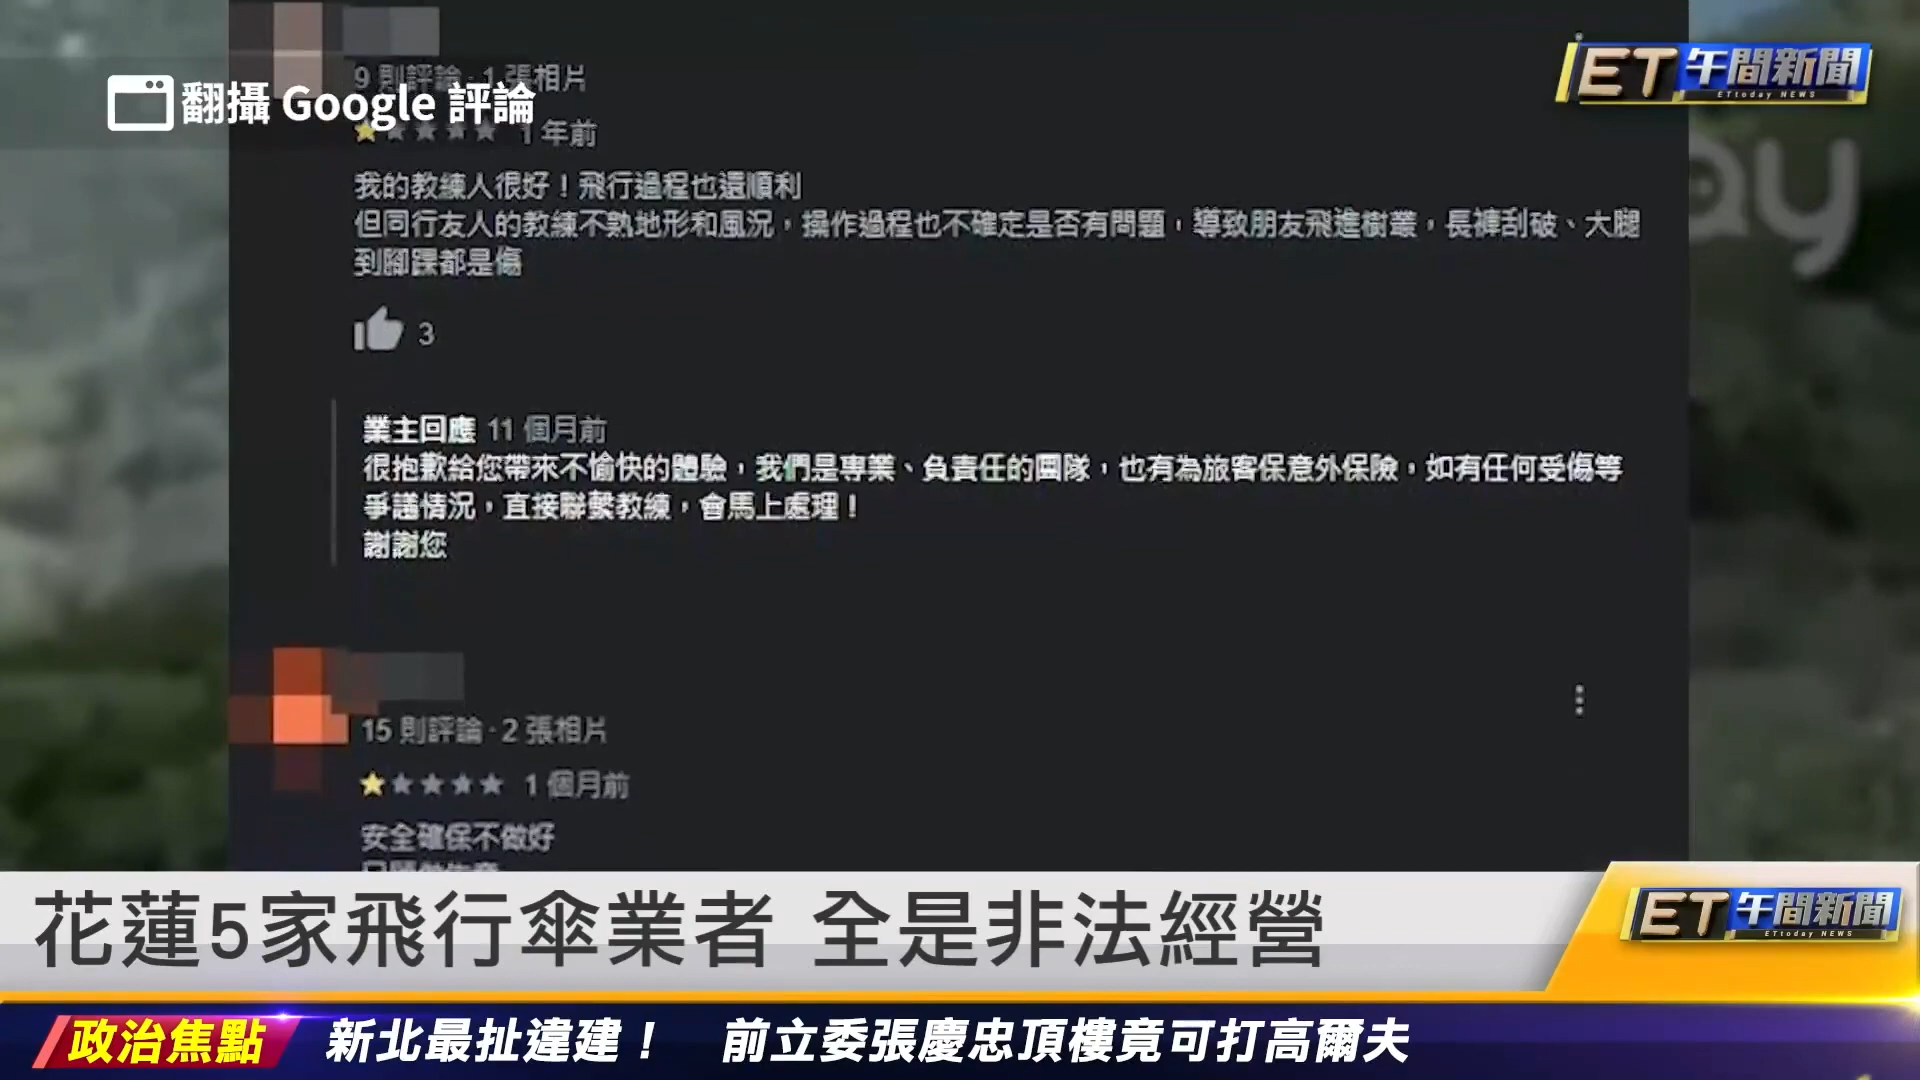 9 則評論 · 1 張相片
翻攝 Google 評論
1 年前
ET 午間新聞
ETtoday NEWS
ay
我的教練人很好！飛行過程也還順利
但同行友人的教練不熟地形和風況，操作過程也不確定是否有問題，導致朋友飛進樹叢，長褲刮破、大腿
到腳踝都是傷
3
業主回應 11 個月前
很抱歉給您帶來不愉快的體驗，我們是專業、負責任的團隊，也有為旅客保意外保險，如有任何受傷等
爭議情況，直接聯繫教練，會馬上處理！
謝謝您
15 則評論 · 2 張相片
1 個月前
安全確保不做好
花蓮5家飛行傘業者 全是非法經營
ET 午間新聞
ETtoday NEWS
政治焦點 新北最扯違建！ 前立委張慶忠頂樓竟可打高爾夫